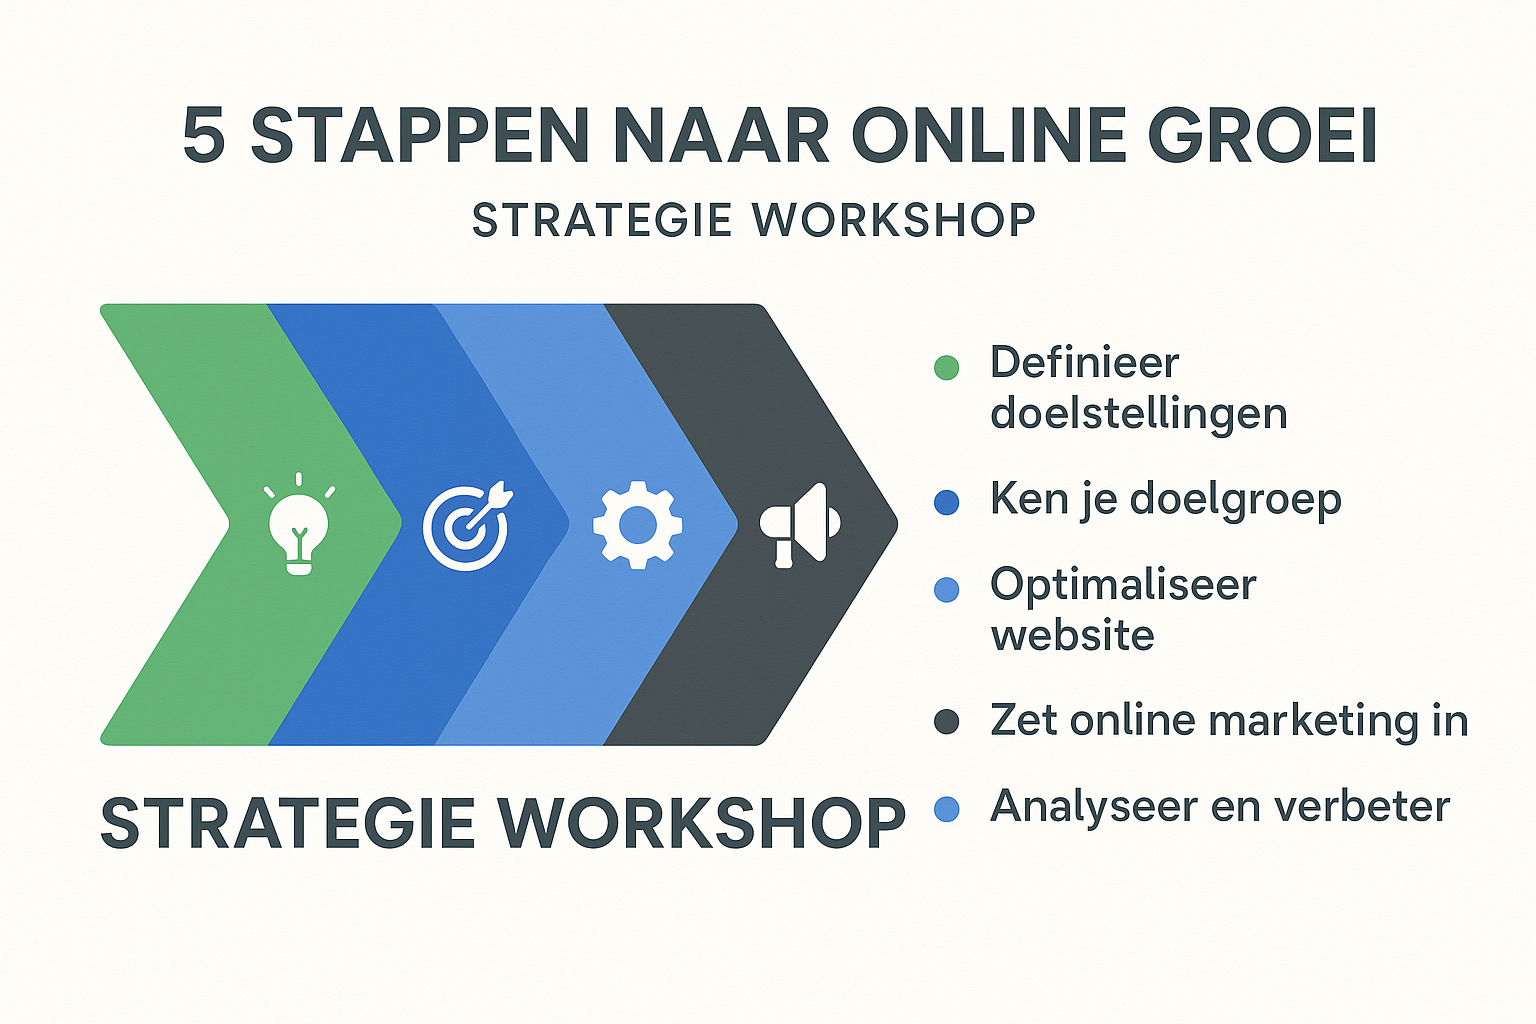 5 STAPPEN NAAR ONLINE GROEI
STRATEGIE WORKSHOP
Definieer
doelstellingen
Ken je doelgroep
Optimaliseer
website
Zet online marketing in
Analyseer en verbeter
STRATEGIE WORKSHOP